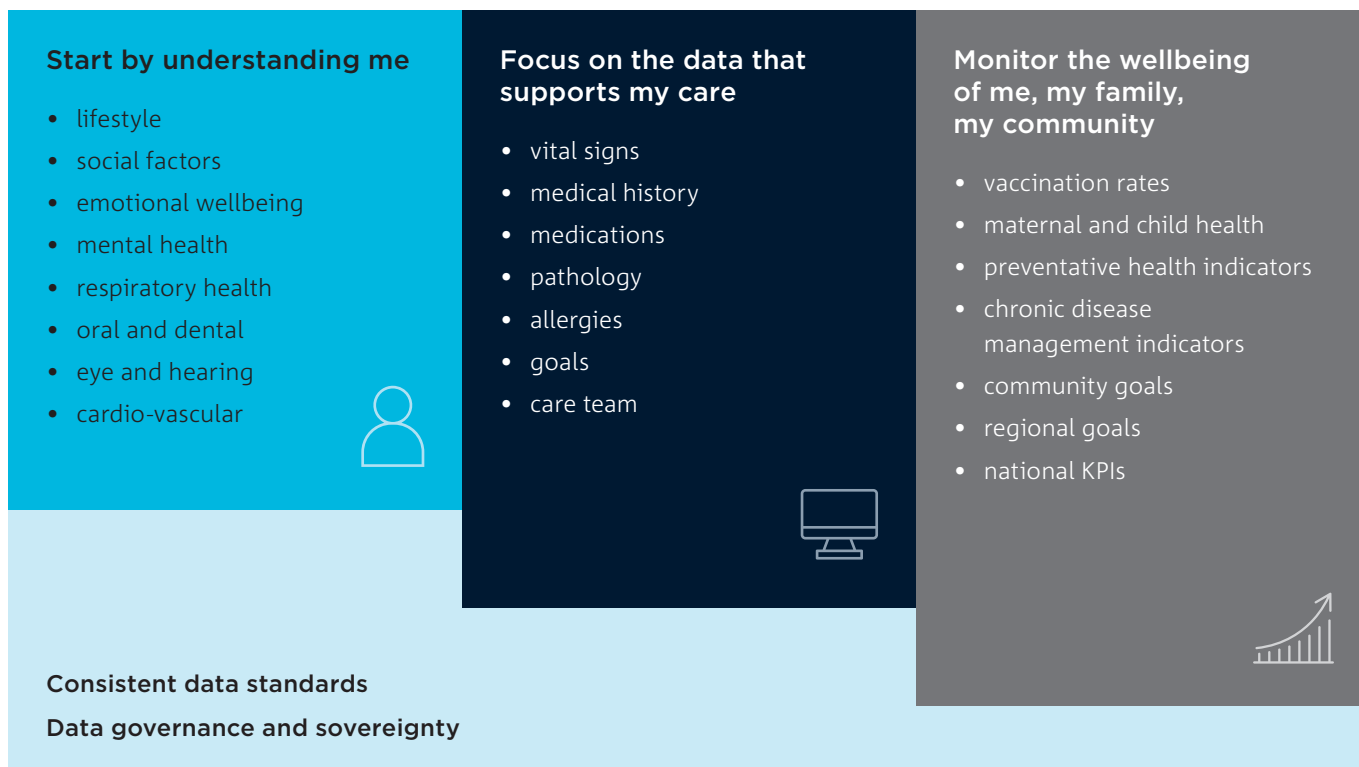 Start by understanding me
• lifestyle
• social factors
• emotional wellbeing
• mental health
• respiratory health
• oral and dental
• eye and hearing
• cardio-vascular
Focus on the data that
supports my care
• vital signs
• medical history
• medications
• pathology
• allergies
• goals
• care team
Monitor the wellbeing
of me, my family,
my community
• vaccination rates
• maternal and child health
• preventative health indicators
• chronic disease
management indicators
• community goals
• regional goals
• national KPIs
Consistent data standards
Data governance and sovereignty